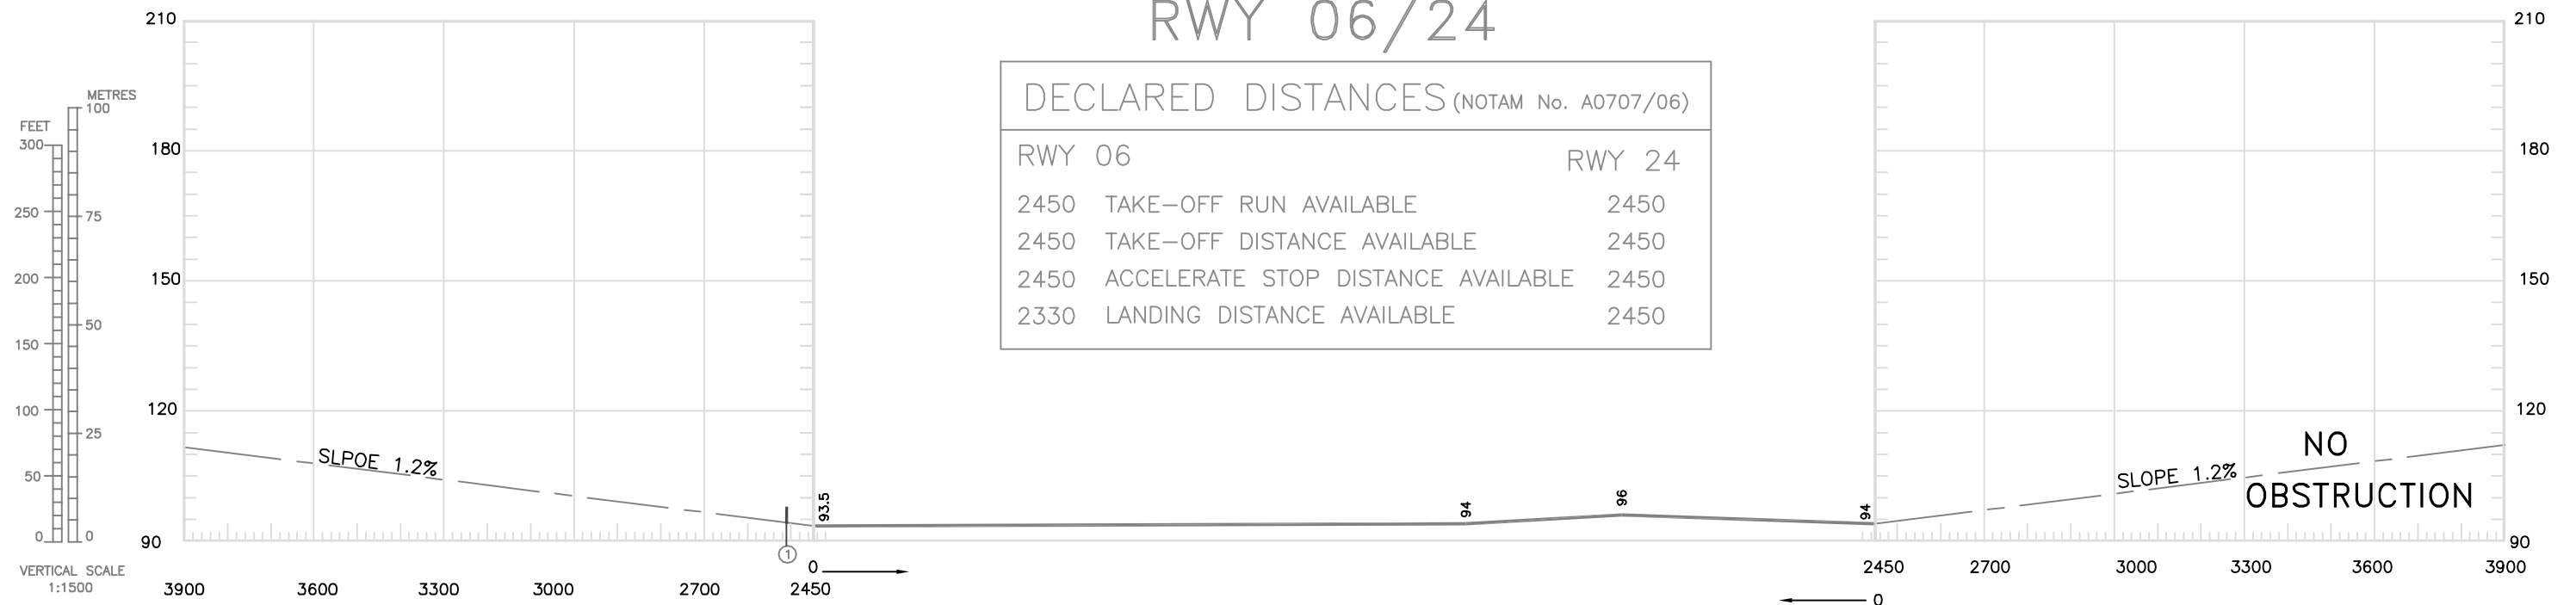 RWY 06/24
DECLARED DISTANCES (NOTAM No. A0707/06)
RWY 06 RWY 24
2450 TAKE-OFF RUN AVAILABLE 2450
2450 TAKE-OFF DISTANCE AVAILABLE 2450
2450 ACCELERATE STOP DISTANCE AVAILABLE 2450
2330 LANDING DISTANCE AVAILABLE 2450
METRES
100
75
50
25
0
FEET
300
250
200
150
100
50
0
VERTICAL SCALE
1:1500
210
180
150
120
90
SLPOE 1.2%
1
93.5
94
96
94
0
3900 3600 3300 3000 2700 2450
210
180
150
120
90
SLOPE 1.2%
NO
OBSTRUCTION
2450 2700 3000 3300 3600 3900
0